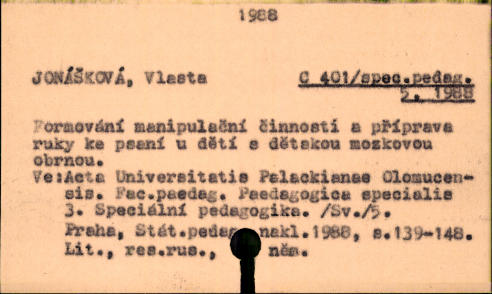 1988
JONÁŠKOVÁ, Vlasta C 401/spec.pedag.
5. 1988
Formování manipulační činností a příprava
ruky ke psaní u dětí s dětskou mozkovou
obrnou.
Ve:Acta Universitatis Palackianae Olomucen-
sis. Fac.paedag. Paedagogica specialis
3. Speciální pedagogika. /Sv./5.
Praha, Stát.pedag. nakl.1988, s.139-148.
Lit., res.rus., něm.